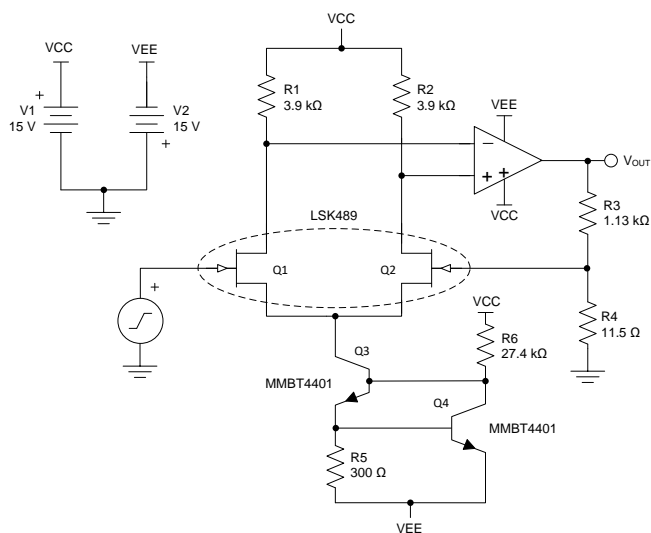 VCC
VCC
VEE
V1
15 V
V2
15 V
R1
3.9 kΩ
R2
3.9 kΩ
VEE
VCC
VOUT
R3
1.13 kΩ
LSK489
Q1
Q2
R4
11.5 Ω
VCC
R6
27.4 kΩ
Q3
MMBT4401
Q4
MMBT4401
R5
300 Ω
VEE